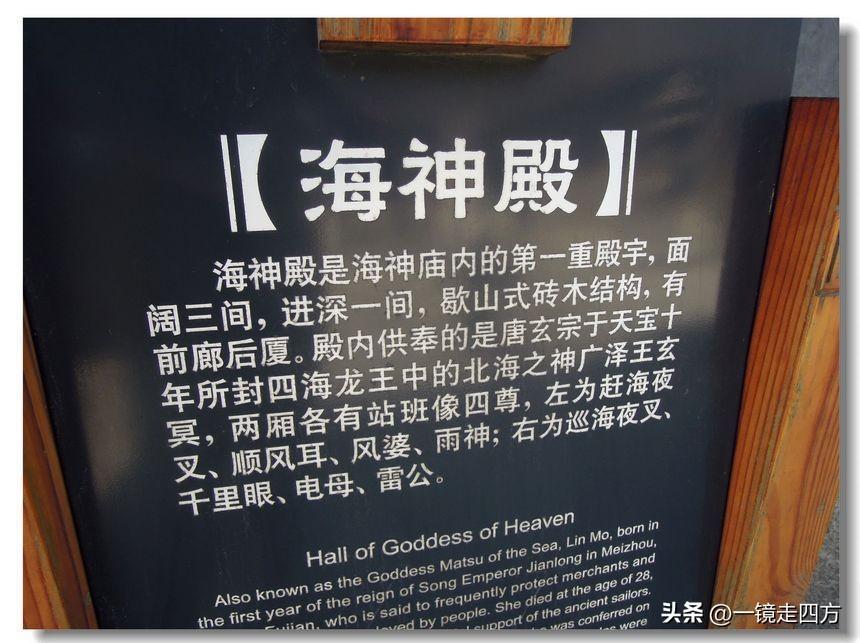 【海神殿】
海神殿是海神庙内的第一重殿宇，面
阔三间，进深一间，歇山式砖木结构，有
前廊后厦。殿内供奉的是唐玄宗于天宝十
年所封四海龙王中的北海之神广泽王玄
冥，两厢各有站班像四尊，左为赶海夜
叉、顺风耳、风婆、雨神；右为巡海夜叉、
千里眼、电母、雷公。
Hall of Goddess of Heaven
Also known as the Goddess Matsu of the Sea, Lin Mo, born in
the first year of the reign of Song Emperor Jianlong in Meizhou,
Fujian, who is said to frequently protect merchants and
loved by people. She died at the age of 28,
support of the ancient sailors.
was conferred on
were
头条 @一镜走四方